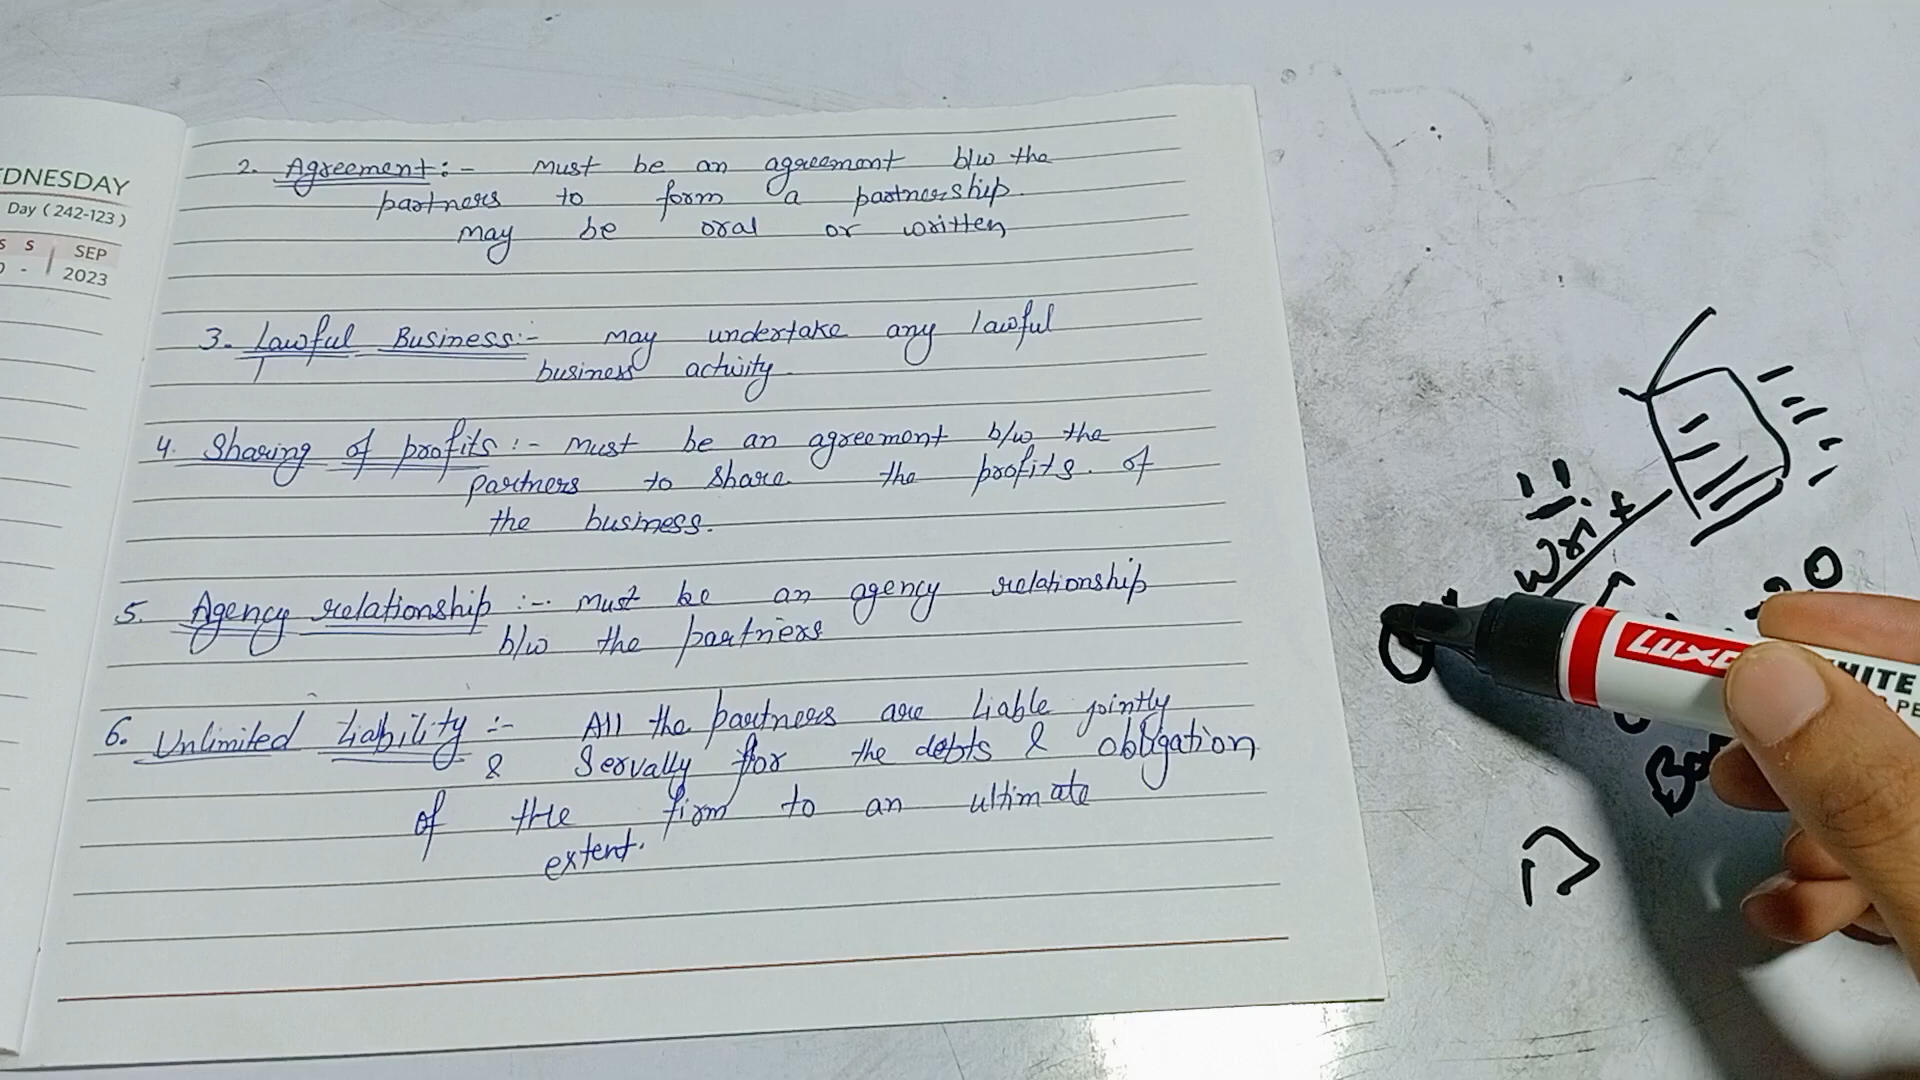 DNESDAY
Day (242-123)
S S SEP
2023
2. Agreement :- Must be an agreement b/w the
partners to form a partnership.
may be oral or written
3. Lawful Business:- may undertake any lawful
business activity
4. Sharing of profits :- Must be an agreement b/w the
partners to share the profits. of
the business.
5. Agency relationship :- Must be an agency relationship
b/w the partners
6. Unlimited Liability :- All the partners are liable jointly
& Servally for the debts & obligation
of tHe firm to an ultimate
extent.
Writ
LUXO